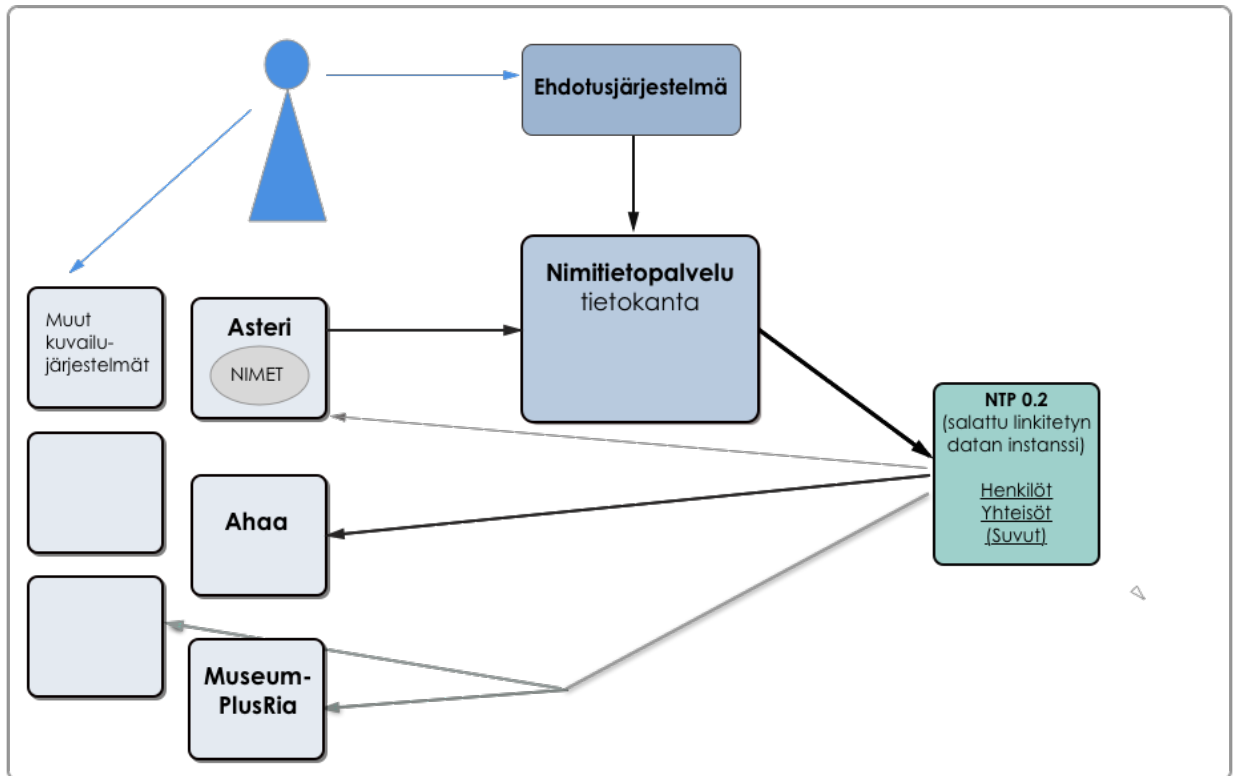 Ehdotusjärjestelmä
Nimitietopalvelu
tietokanta
Muut
kuvailu-
järjestelmät
Asteri
NIMET
NTP 0.2
(salattu linkitetyn
datan instanssi)
Henkilöt
Yhteisöt
(Suvut)
Ahaa
Museum-
PlusRia